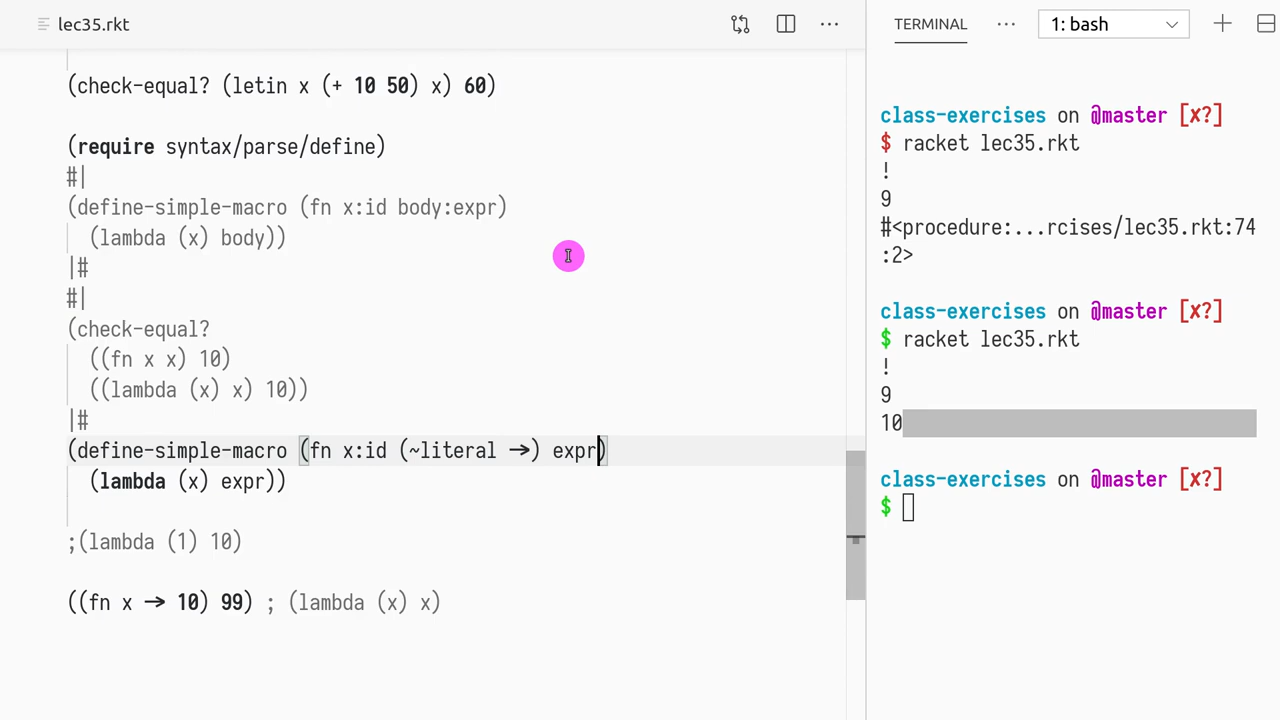 lec35.rkt
(check-equal? (letin x (+ 10 50) x) 60)
(require syntax/parse/define)
#|
(define-simple-macro (fn x:id body:expr)
(lambda (x) body))
|#
#|
(check-equal?
((fn x x) 10)
((lambda (x) x) 10))
|#
(define-simple-macro (fn x:id (~literal →) expr)
(lambda (x) expr))
;(lambda (1) 10)
((fn x → 10) 99) ; (lambda (x) x)
TERMINAL
1: bash
class-exercises on @master [x?]
$ racket lec35.rkt
!
9
#<procedure:...rcises/lec35.rkt:74
:2>
class-exercises on @master [x?]
$ racket lec35.rkt
!
9
10
class-exercises on @master [x?]
$